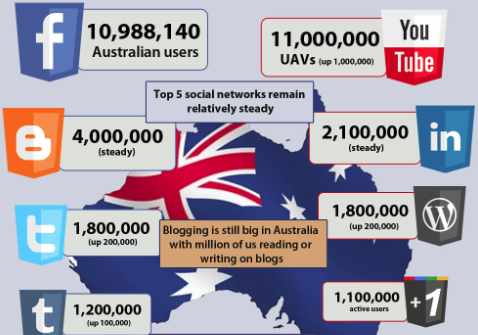 f
10,988,140
Australian users
11,000,000
UAVs (up 1,000,000)
You
Tube
Top 5 social networks remain
relatively steady
4,000,000
(steady)
2,100,000
(steady)
in
t
1,800,000
(up 200,000)
Blogging is still big in Australia
with million of us reading or
writing on blogs
1,800,000
(up 200,000)
W
t
1,200,000
(up 100,000)
1,100,000
active users
+1